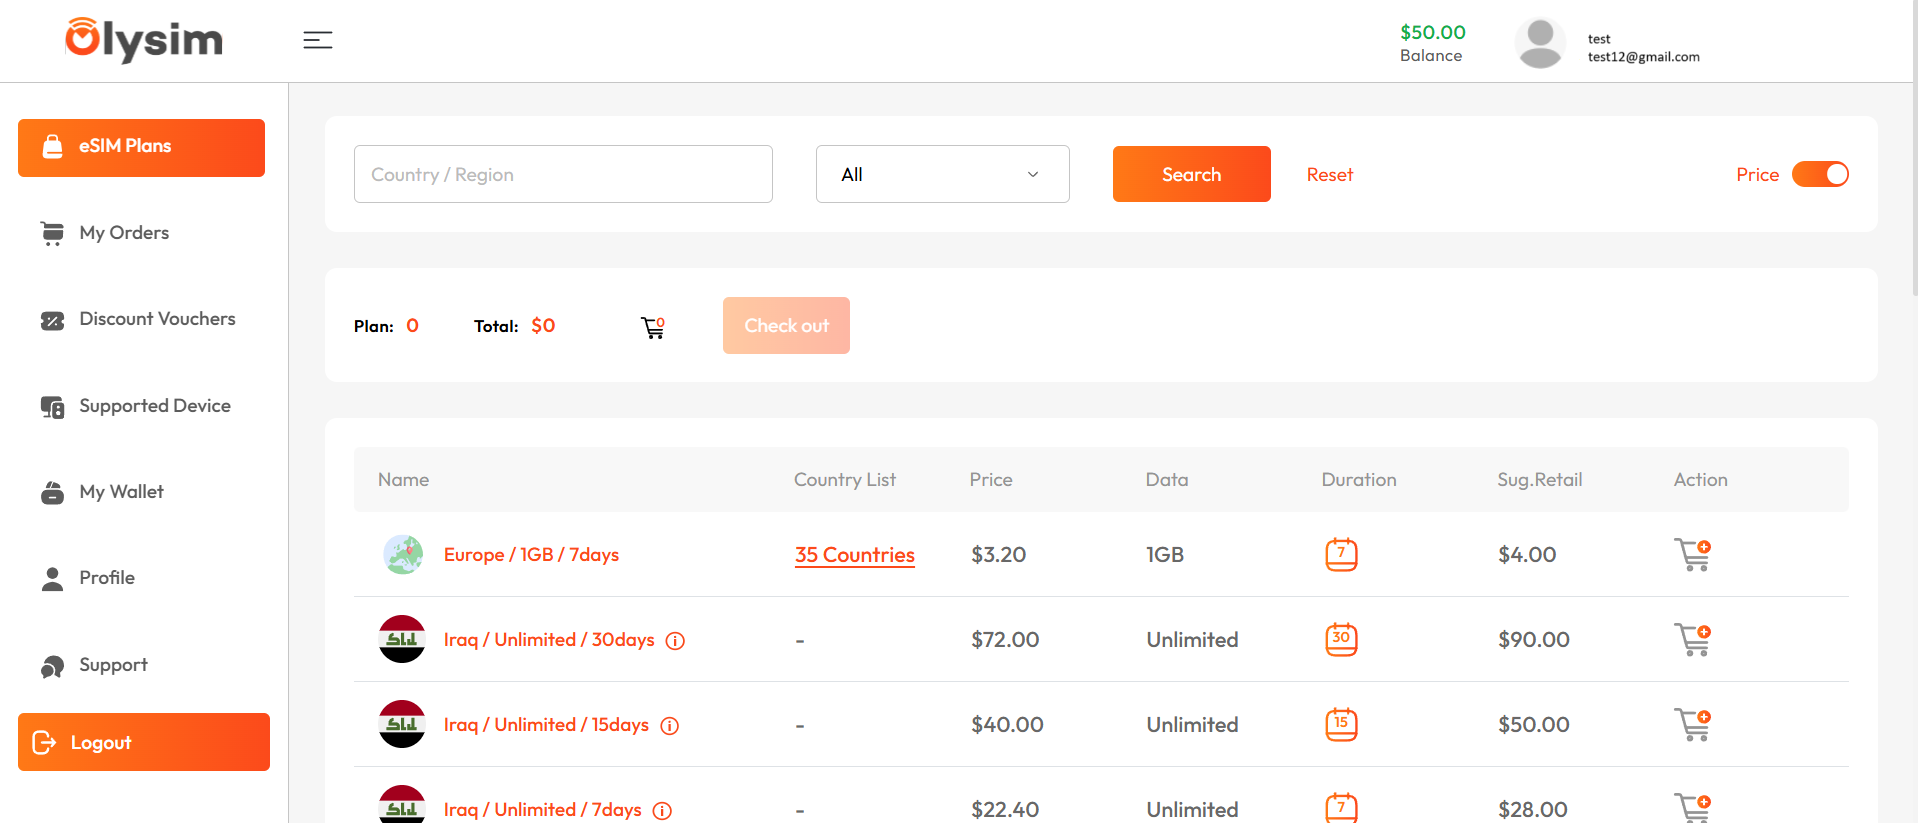 Olysim
$50.00
Balance
test
test12@gmail.com
eSIM Plans
My Orders
Discount Vouchers
Supported Device
My Wallet
Profile
Support
Logout
Country / Region
All
Search
Reset
Price
Plan: 0
Total: $0
0
Check out
Name Country List Price Data Duration Sug.Retail Action
Europe / 1GB / 7days 35 Countries $3.20 1GB 7 $4.00
Iraq / Unlimited / 30days - $72.00 Unlimited 30 $90.00
Iraq / Unlimited / 15days - $40.00 Unlimited 15 $50.00
Iraq / Unlimited / 7days - $22.40 Unlimited 7 $28.00